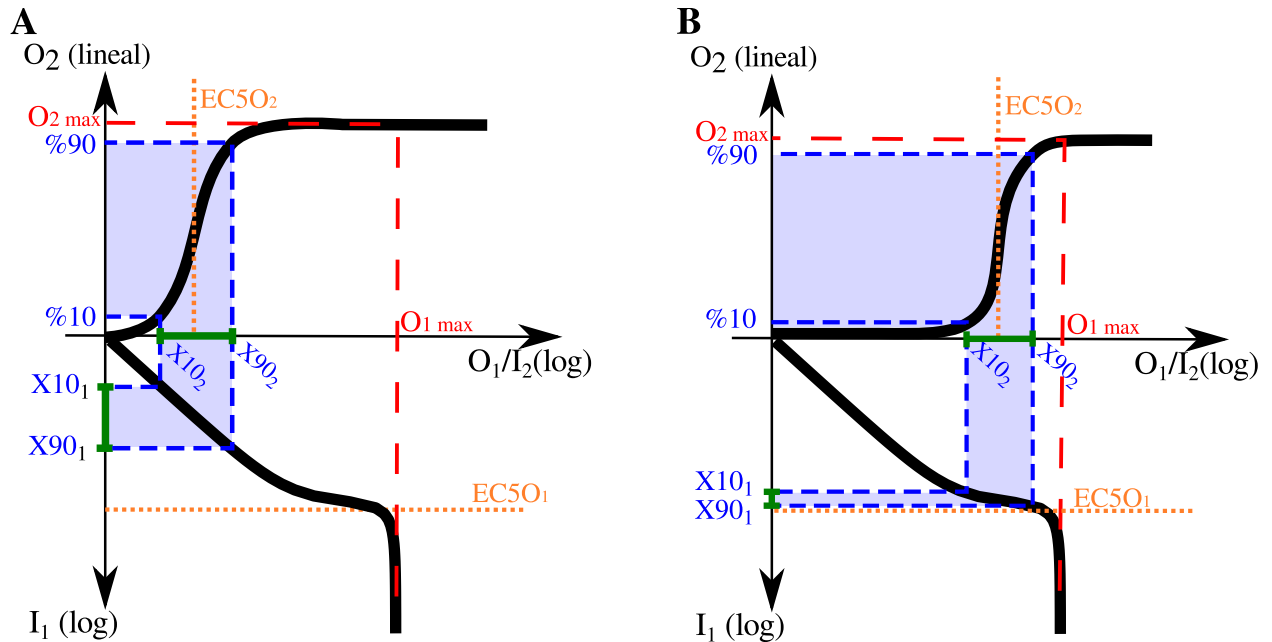 A
O₂ (lineal)
EC5O₂
O₂ max
%90
%10
O₁ max
X10₂
X90₂
O₁/I₂(log)
X10₁
X90₁
EC5O₁
I₁ (log)
B
O₂ (lineal)
EC5O₂
O₂ max
%90
%10
O₁ max
X10₂
X90₂
O₁/I₂(log)
X10₁
X90₁
EC5O₁
I₁ (log)